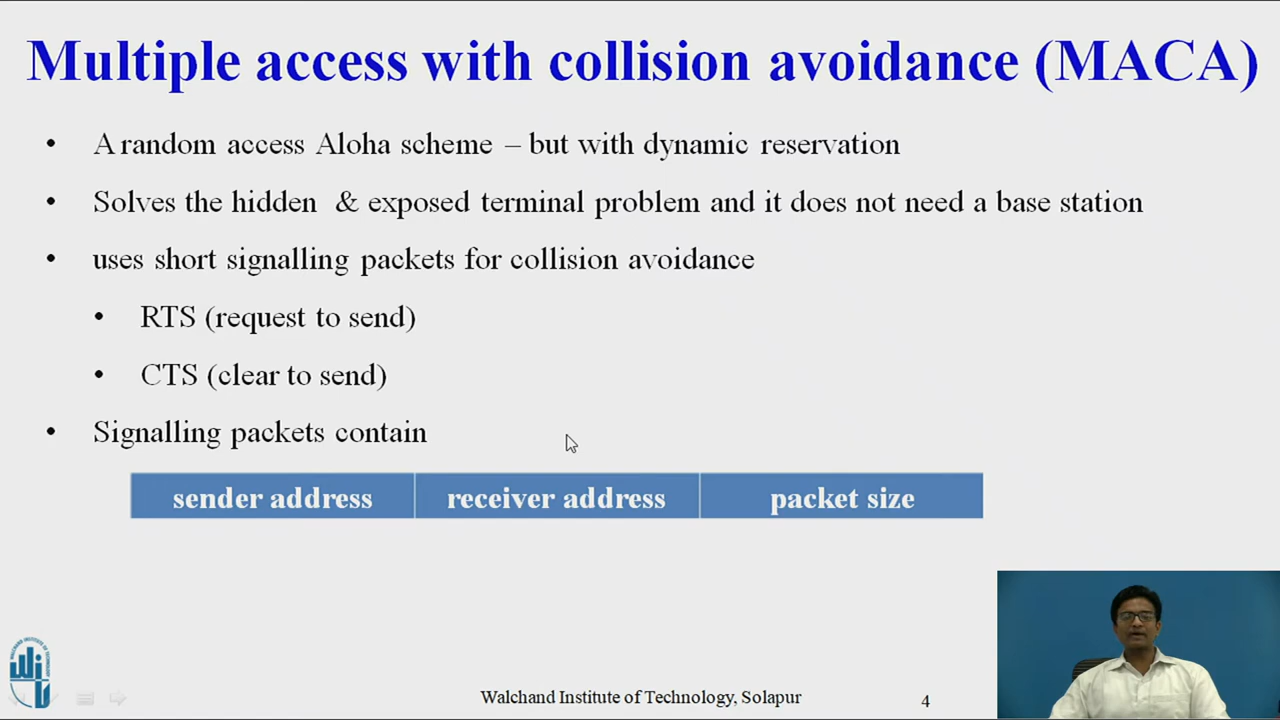 Multiple access with collision avoidance (MACA)
• A random access Aloha scheme – but with dynamic reservation
• Solves the hidden & exposed terminal problem and it does not need a base station
• uses short signalling packets for collision avoidance
• RTS (request to send)
• CTS (clear to send)
• Signalling packets contain
sender address receiver address packet size
Walchand Institute of Technology, Solapur 4